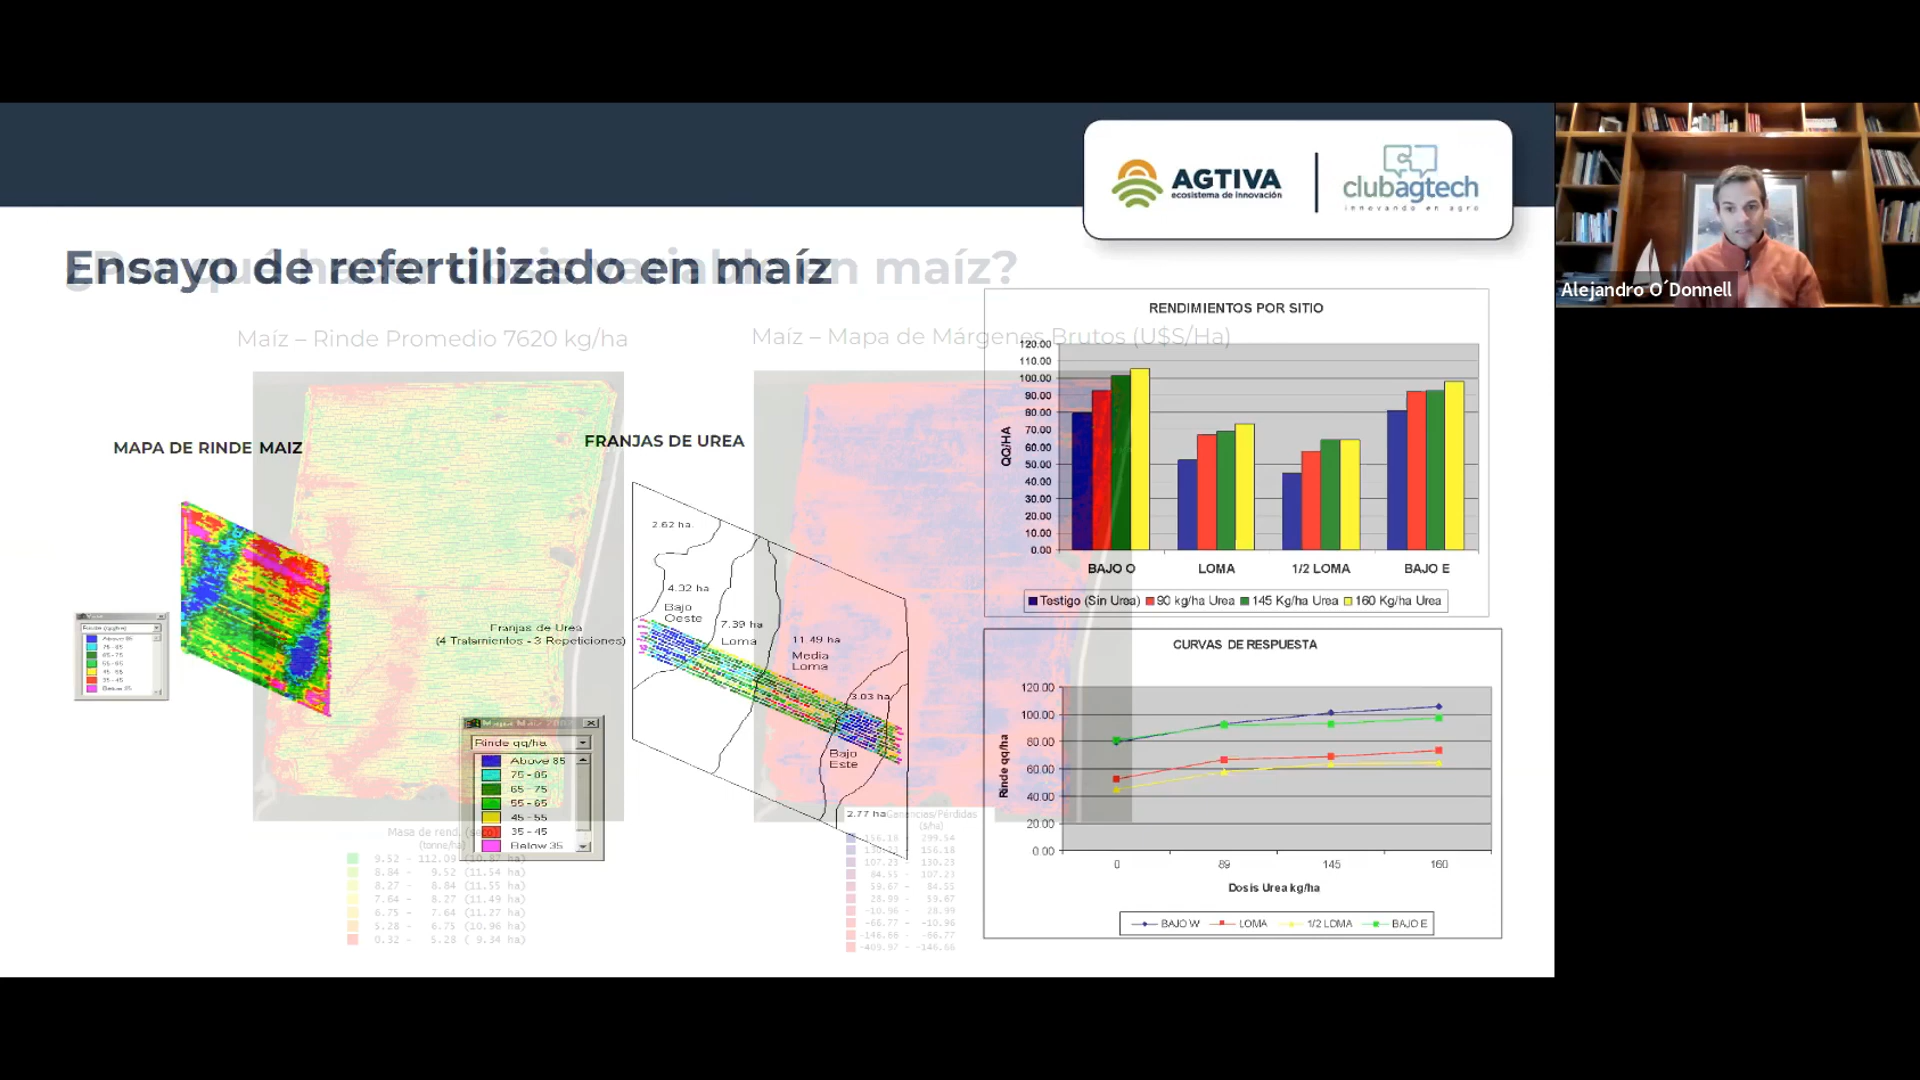 AGTIVA
ecosistema de innovación
clubagtech
innovando en agro
Alejandro O´Donnell
Ensayo de refertilizado en maíz
en maíz?
Maíz – Rinde Promedio 7620 kg/ha
Maíz – Mapa de Márgenes Brutos (U$S/Ha)
MAPA DE RINDE MAIZ
FRANJAS DE UREA
Rinde (qq/ha)
Above 85
75 - 85
65 - 75
55 - 65
45 - 55
35 - 45
Below 35
Franjas de Urea
(4 Tratamientos - 3 Repeticiones)
Mapa Maiz
Rinde qq/ha
Above 85
75 - 85
65 - 75
55 - 65
45 - 55
35 - 45
Below 35
2.62 ha.
4.32 ha
Bajo
Oeste
7.39 ha
Loma
11.49 ha
Media
Loma
3.03 ha
Bajo
Este
2.77 ha
Masa de rend. (seco)
(tonne/ha)
9.52 - 112.09 (10.87 ha)
8.84 - 9.52 (11.54 ha)
8.27 - 8.84 (11.55 ha)
7.64 - 8.27 (11.49 ha)
6.75 - 7.64 (11.27 ha)
5.28 - 6.75 (10.96 ha)
0.32 - 5.28 ( 9.34 ha)
Ganancias/Pérdidas
($/ha)
156.18 - 299.54
130.23 - 156.18
107.23 - 130.23
84.55 - 107.23
59.67 - 84.55
28.99 - 59.67
-10.96 - 28.99
-66.77 - -10.96
-146.66 - -66.77
-409.97 - -146.66
RENDIMIENTOS POR SITIO
QQ/HA
120.00
110.00
100.00
90.00
80.00
70.00
60.00
50.00
40.00
30.00
20.00
10.00
0.00
BAJO O LOMA 1/2 LOMA BAJO E
Testigo (Sin Urea) 90 kg/ha Urea 145 Kg/ha Urea 160 Kg/ha Urea
CURVAS DE RESPUESTA
Rinde qq/ha
120.00
100.00
80.00
60.00
40.00
20.00
0.00
0 89 145 160
Dosis Urea kg/ha
BAJO W LOMA 1/2 LOMA BAJO E